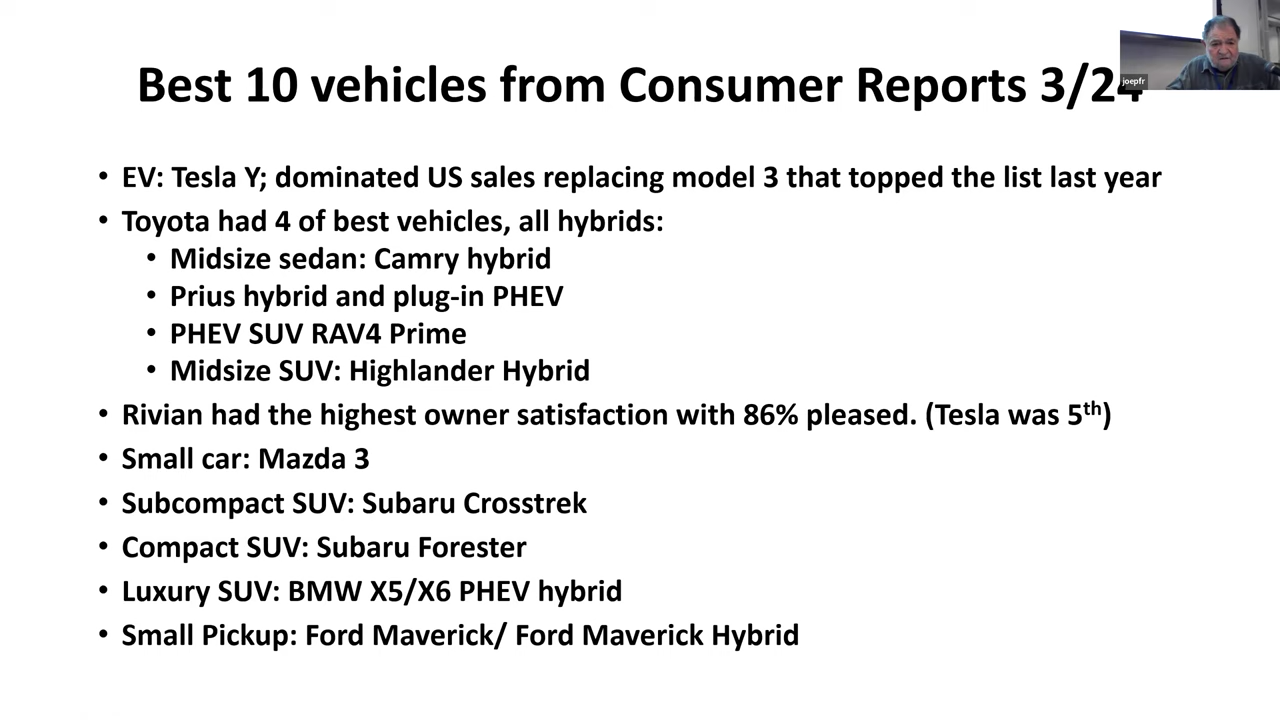 Best 10 vehicles from Consumer Reports 3/24
joepfr
• EV: Tesla Y; dominated US sales replacing model 3 that topped the list last year
• Toyota had 4 of best vehicles, all hybrids:
• Midsize sedan: Camry hybrid
• Prius hybrid and plug-in PHEV
• PHEV SUV RAV4 Prime
• Midsize SUV: Highlander Hybrid
• Rivian had the highest owner satisfaction with 86% pleased. (Tesla was 5th)
• Small car: Mazda 3
• Subcompact SUV: Subaru Crosstrek
• Compact SUV: Subaru Forester
• Luxury SUV: BMW X5/X6 PHEV hybrid
• Small Pickup: Ford Maverick/ Ford Maverick Hybrid